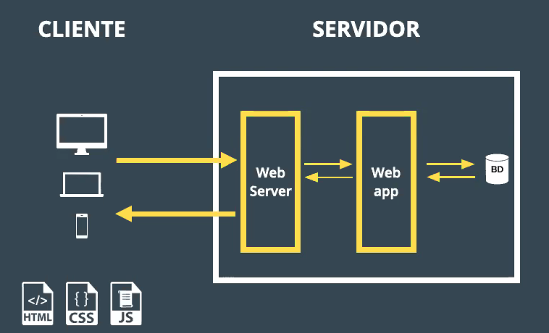 CLIENTE
SERVIDOR
Web
Server
Web
app
BD
</>
HTML
{ }
CSS
JS